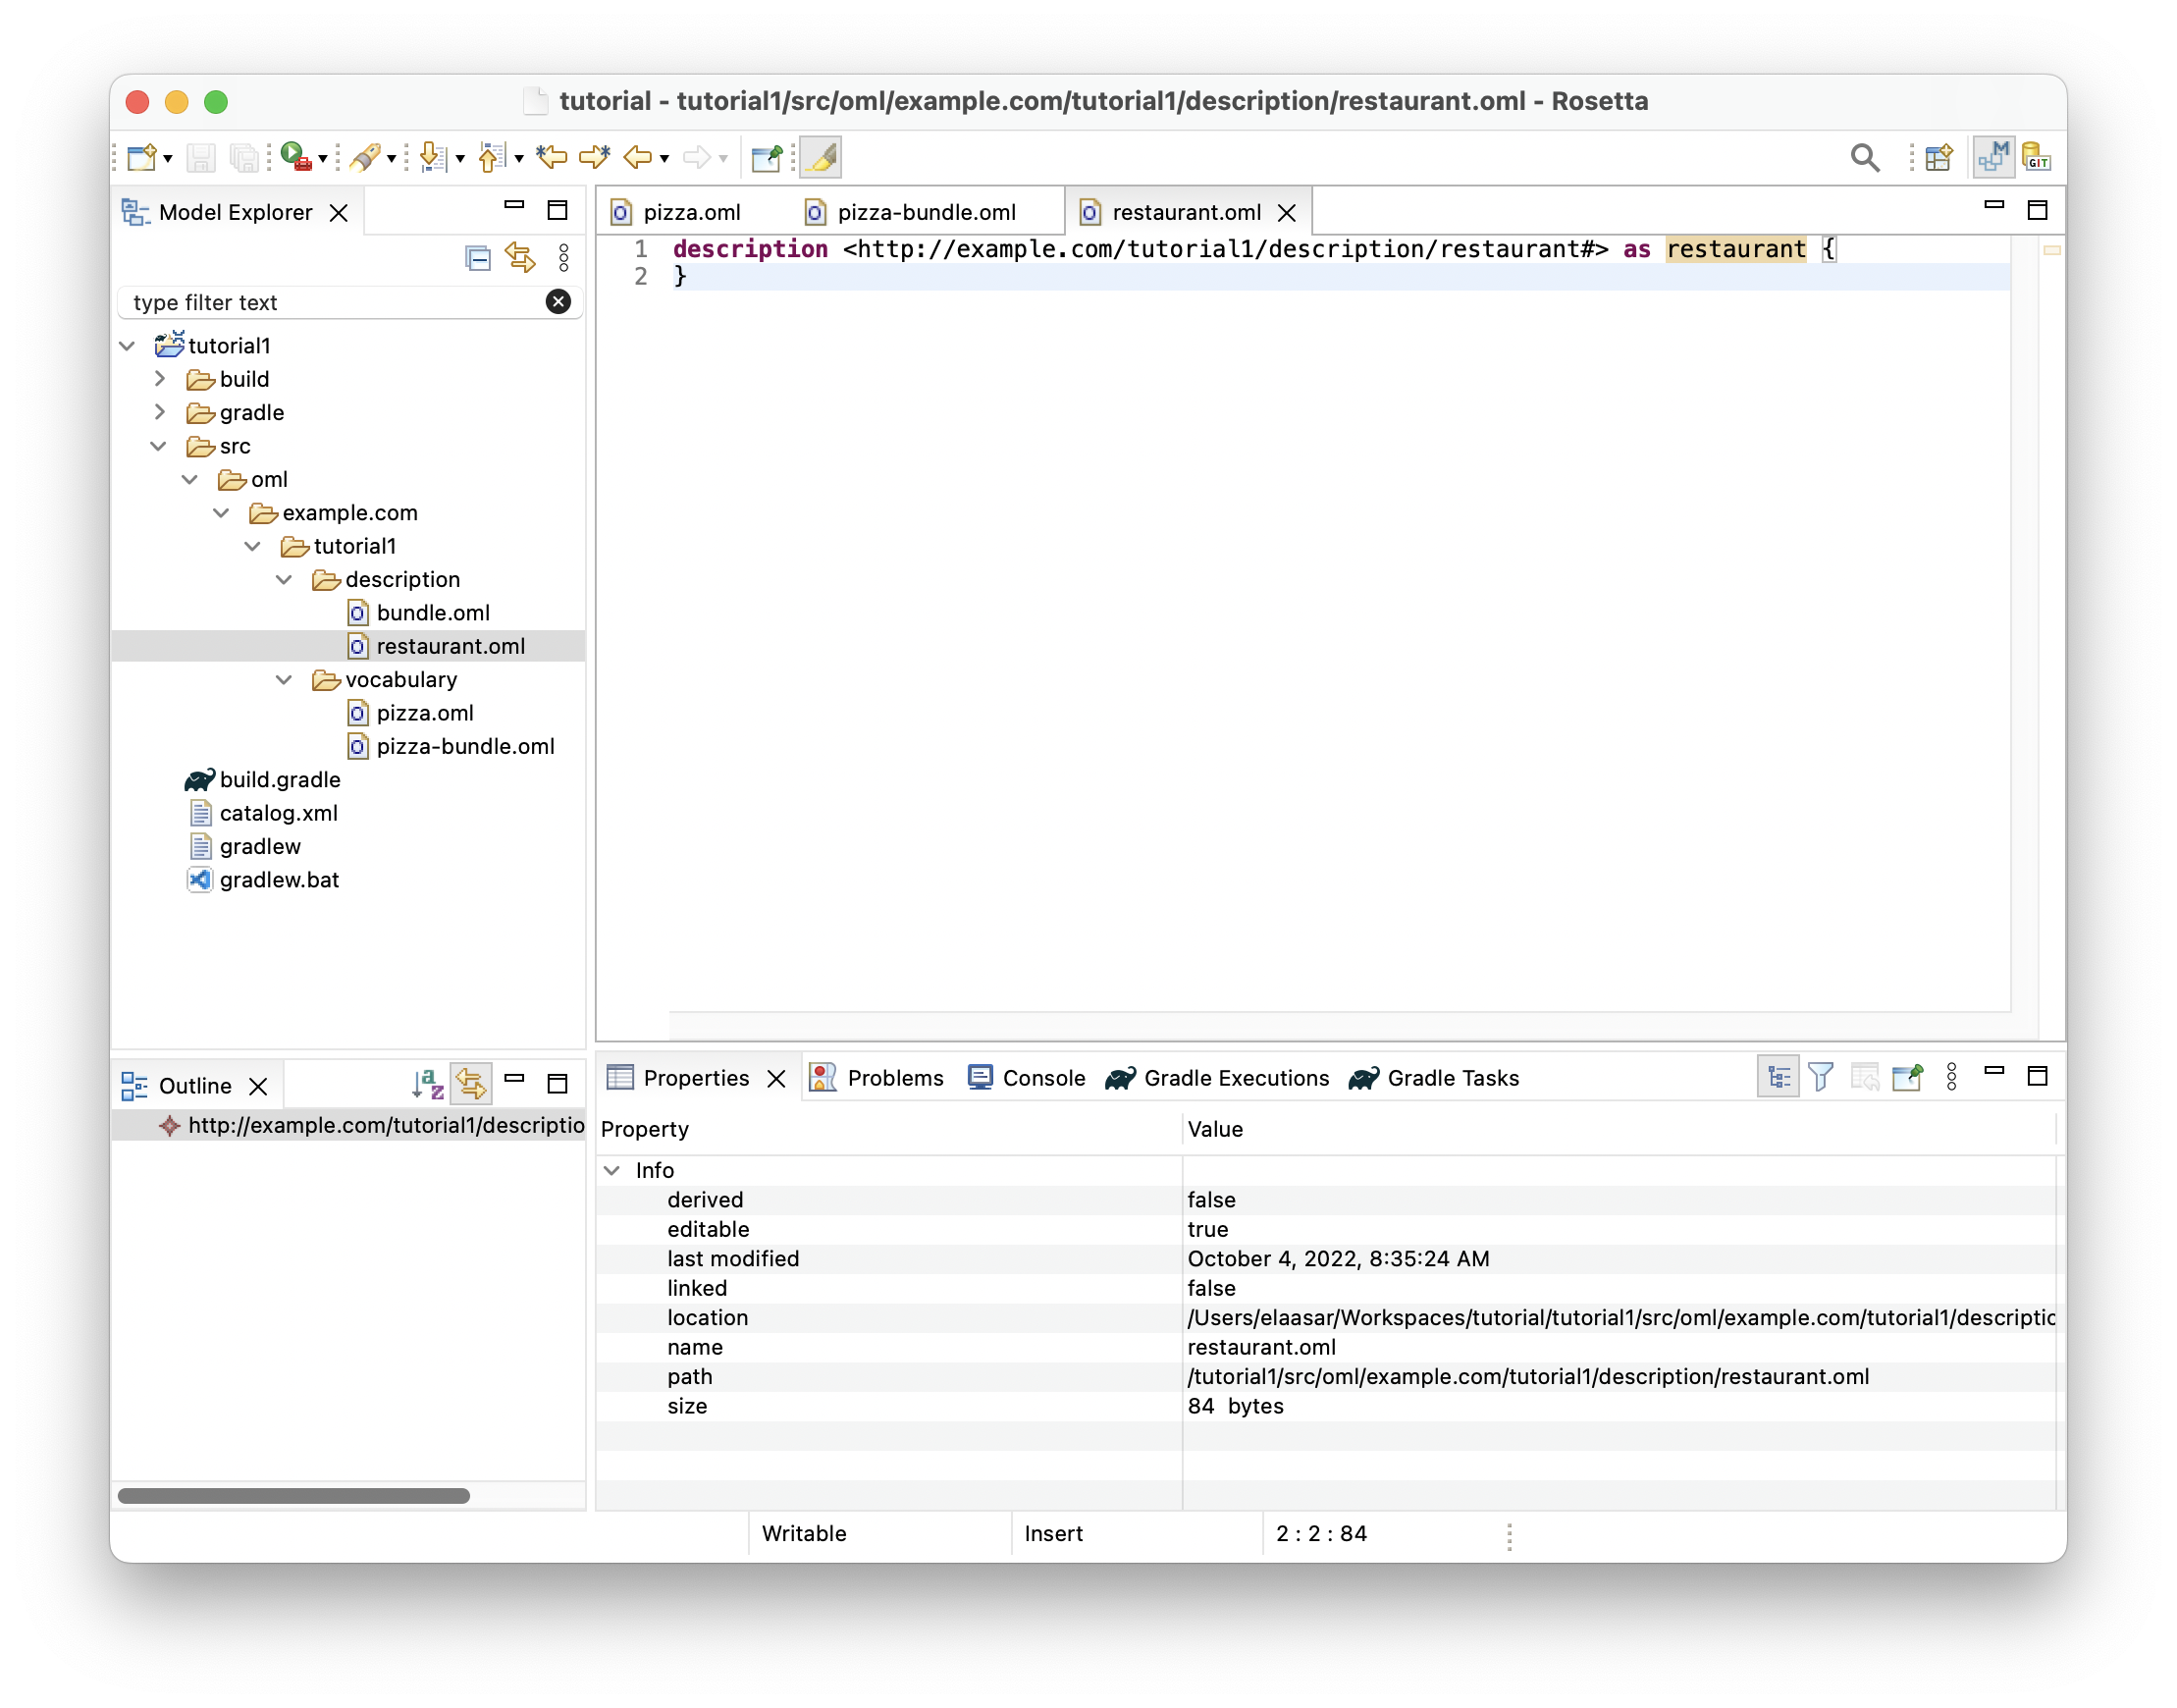 tutorial - tutorial1/src/oml/example.com/tutorial1/description/restaurant.oml - Rosetta
M
GIT
Model Explorer
type filter text
tutorial1
build
gradle
src
oml
example.com
tutorial1
description
bundle.oml
restaurant.oml
vocabulary
pizza.oml
pizza-bundle.oml
build.gradle
catalog.xml
gradlew
gradlew.bat
pizza.oml
pizza-bundle.oml
restaurant.oml
1 description <http://example.com/tutorial1/description/restaurant#> as restaurant {
2 }
Outline
http://example.com/tutorial1/descriptio
Properties
Problems
Console
Gradle Executions
Gradle Tasks
Property Value
Info
derived false
editable true
last modified October 4, 2022, 8:35:24 AM
linked false
location /Users/elaasar/Workspaces/tutorial/tutorial1/src/oml/example.com/tutorial1/descriptic
name restaurant.oml
path /tutorial1/src/oml/example.com/tutorial1/description/restaurant.oml
size 84 bytes
Writable
Insert
2 : 2 : 84